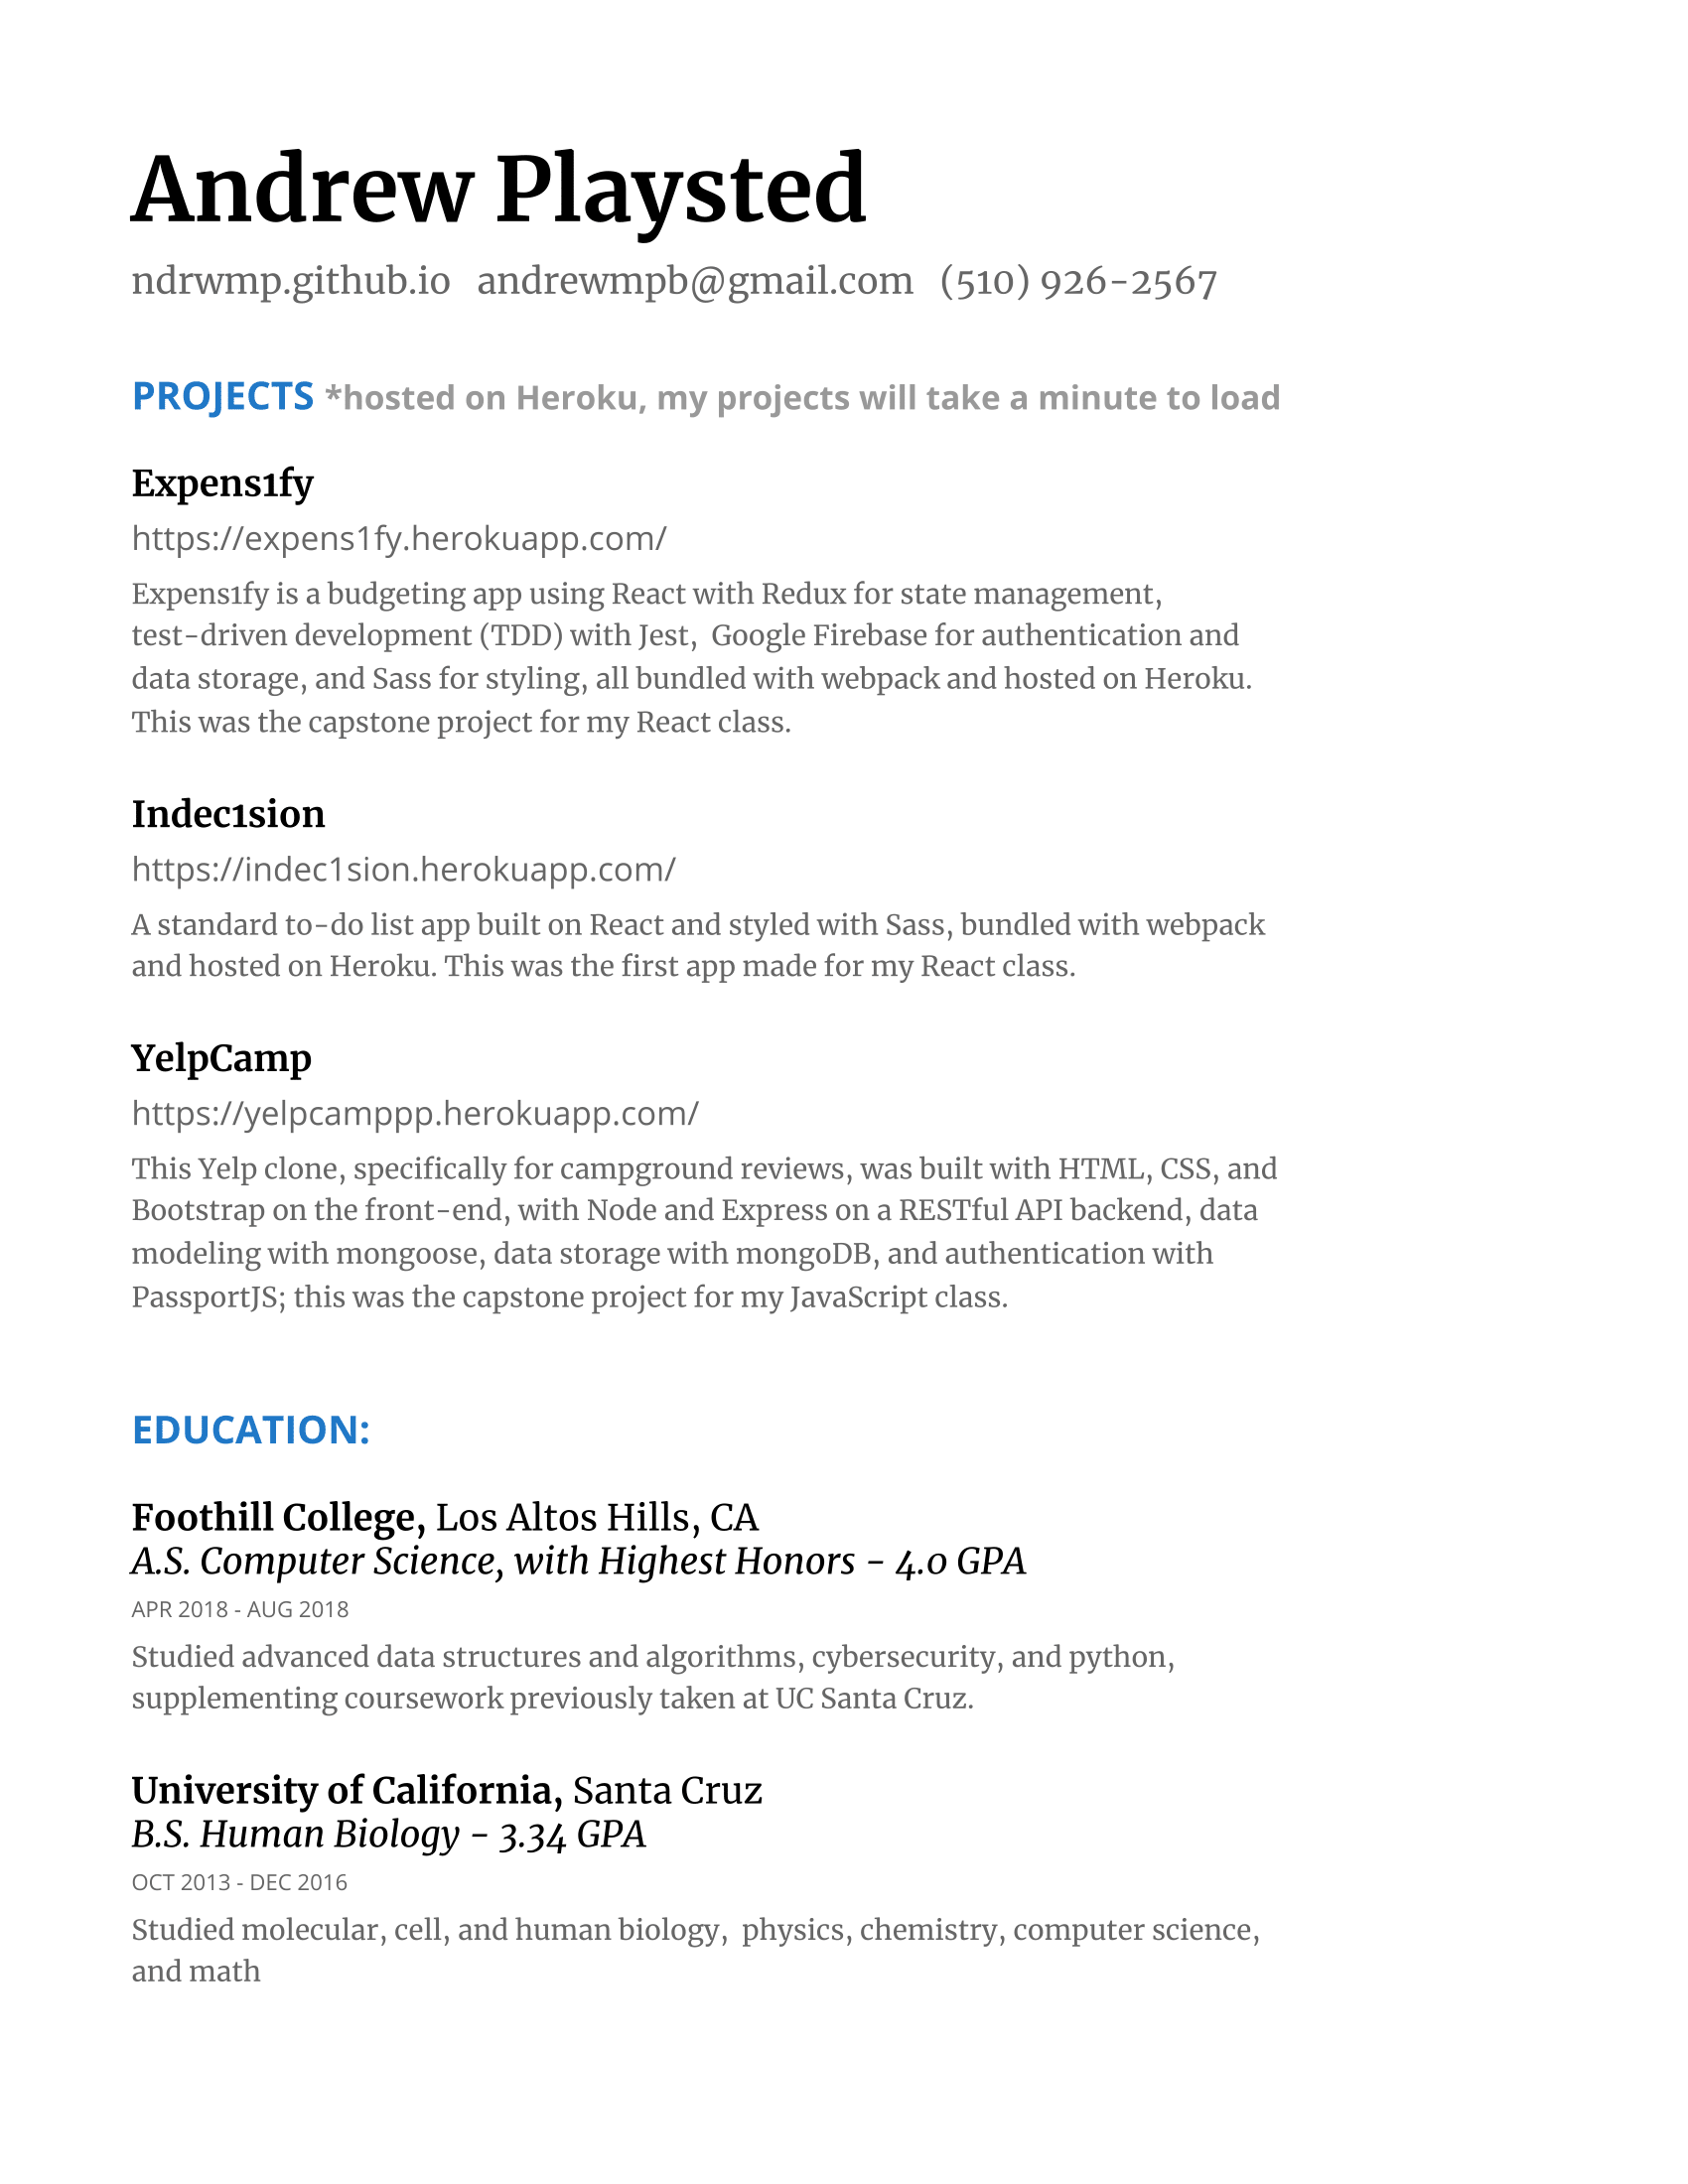 Andrew Playsted
ndrwmp.github.io andrewmpb@gmail.com (510) 926-2567
PROJECTS *hosted on Heroku, my projects will take a minute to load
Expens1fy
https://expens1fy.herokuapp.com/
Expens1fy is a budgeting app using React with Redux for state management,
test-driven development (TDD) with Jest, Google Firebase for authentication and
data storage, and Sass for styling, all bundled with webpack and hosted on Heroku.
This was the capstone project for my React class.
Indec1sion
https://indec1sion.herokuapp.com/
A standard to-do list app built on React and styled with Sass, bundled with webpack
and hosted on Heroku. This was the first app made for my React class.
YelpCamp
https://yelpcamppp.herokuapp.com/
This Yelp clone, specifically for campground reviews, was built with HTML, CSS, and
Bootstrap on the front-end, with Node and Express on a RESTful API backend, data
modeling with mongoose, data storage with mongoDB, and authentication with
PassportJS; this was the capstone project for my JavaScript class.
EDUCATION:
Foothill College, Los Altos Hills, CA
A.S. Computer Science, with Highest Honors - 4.0 GPA
APR 2018 - AUG 2018
Studied advanced data structures and algorithms, cybersecurity, and python,
supplementing coursework previously taken at UC Santa Cruz.
University of California, Santa Cruz
B.S. Human Biology - 3.34 GPA
OCT 2013 - DEC 2016
Studied molecular, cell, and human biology, physics, chemistry, computer science,
and math